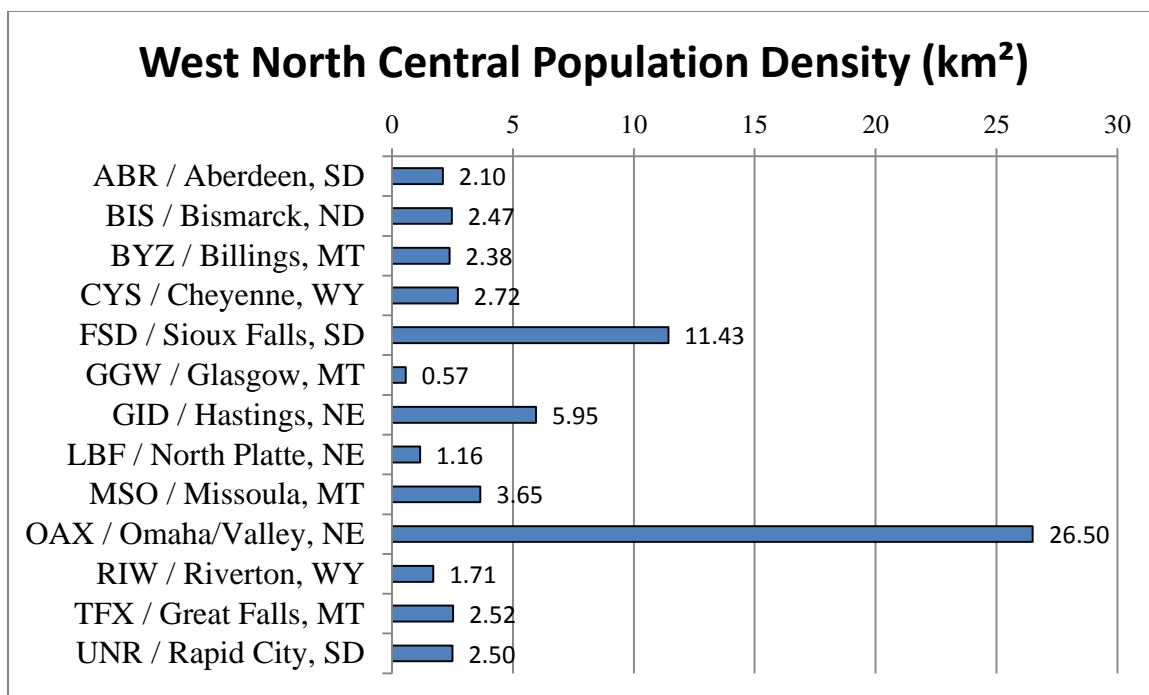 West North Central Population Density (km²)
0 5 10 15 20 25 30
ABR / Aberdeen, SD 2.10
BIS / Bismarck, ND 2.47
BYZ / Billings, MT 2.38
CYS / Cheyenne, WY 2.72
FSD / Sioux Falls, SD 11.43
GGW / Glasgow, MT 0.57
GID / Hastings, NE 5.95
LBF / North Platte, NE 1.16
MSO / Missoula, MT 3.65
OAX / Omaha/Valley, NE 26.50
RIW / Riverton, WY 1.71
TFX / Great Falls, MT 2.52
UNR / Rapid City, SD 2.50